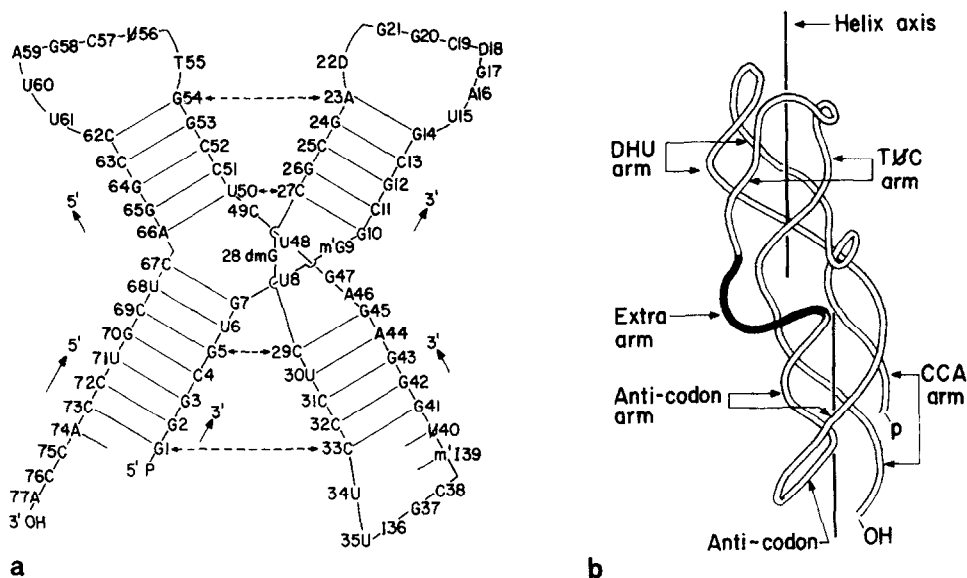 A59
G58
C57
ψ56
T55
G54
G53
C52
C51
U50
49C
U60
U61
62C
63C
64G
65G
66A
67C
68U
69C
70G
71U
72C
73C
74A
75C
76C
77A
3'OH
5'
5'
G7
U6
G5
C4
G3
G2
G1
5' P
3'
G21
G20
C19
D18
G17
A16
U15
G14
C13
G12
C11
G10
m'G9
U8
3'
22D
23A
24G
25C
26G
27C
28 dmG
U48
G47
A46
G45
A44
G43
G42
G41
ψ40
m'I39
C38
G37
I36
35U
34U
33C
32C
31C
30U
29C
3'
a
Helix axis
DHU
arm
TψC
arm
Extra
arm
Anti-codon
arm
CCA
arm
p
OH
Anti-codon
b